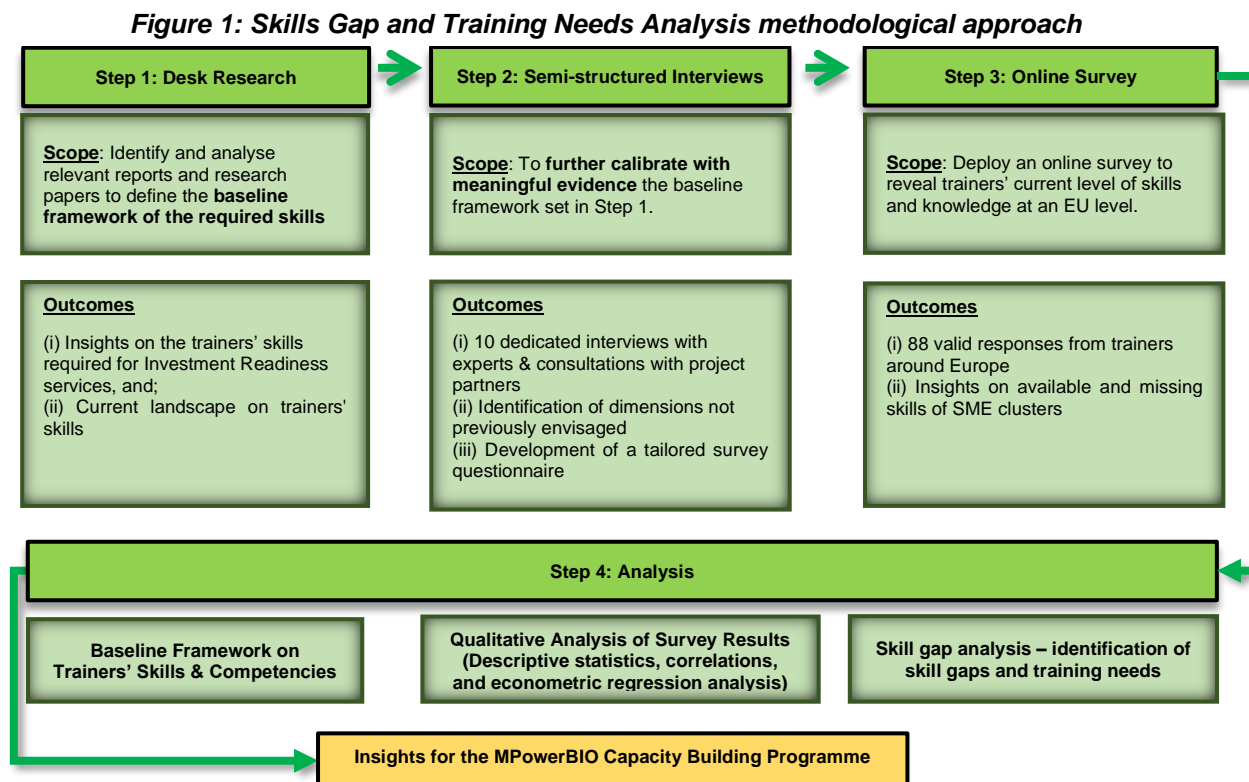 Figure 1: Skills Gap and Training Needs Analysis methodological approach
Step 1: Desk Research
Scope: Identify and analyse
relevant reports and research
papers to define the baseline
framework of the required skills
Outcomes
(i) Insights on the trainers’ skills
required for Investment Readiness
services, and;
(ii) Current landscape on trainers’
skills
Step 2: Semi-structured Interviews
Scope: To further calibrate with
meaningful evidence the baseline
framework set in Step 1.
Outcomes
(i) 10 dedicated interviews with
experts & consultations with project
partners
(ii) Identification of dimensions not
previously envisaged
(iii) Development of a tailored survey
questionnaire
Step 3: Online Survey
Scope: Deploy an online survey to
reveal trainers’ current level of skills
and knowledge at an EU level.
Outcomes
(i) 88 valid responses from trainers
around Europe
(ii) Insights on available and missing
skills of SME clusters
Step 4: Analysis
Baseline Framework on
Trainers’ Skills & Competencies
Qualitative Analysis of Survey Results
(Descriptive statistics, correlations,
and econometric regression analysis)
Skill gap analysis – identification of
skill gaps and training needs
Insights for the MPowerBIO Capacity Building Programme